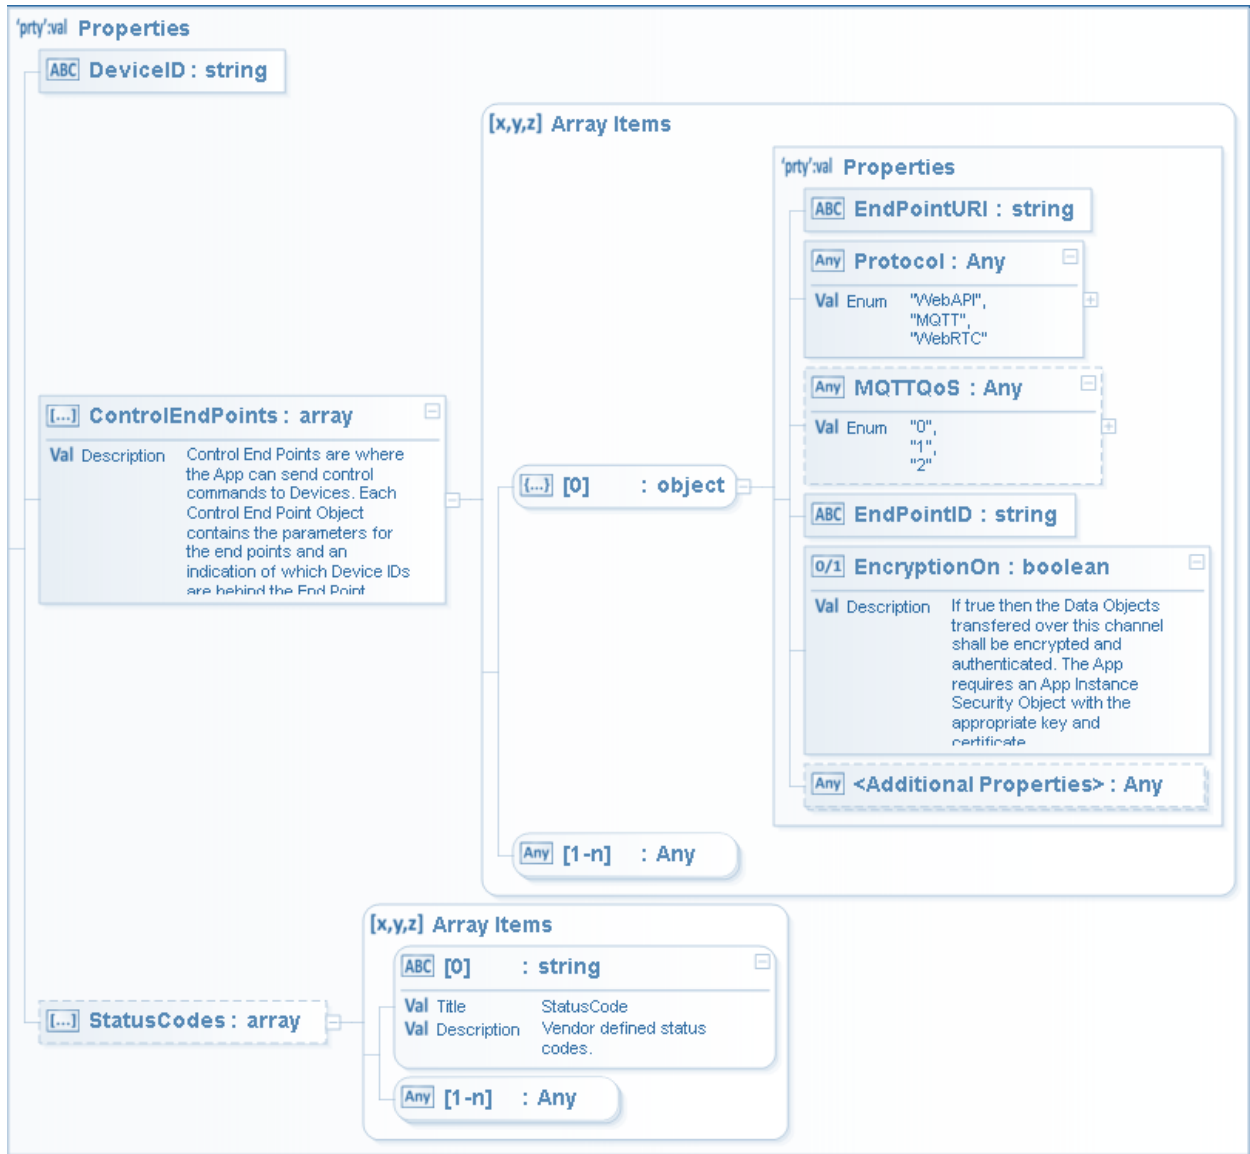 'prty':val Properties
ABC DeviceID : string
[x,y,z] Array Items
'prty':val Properties
ABC EndPointURI : string
Any Protocol : Any
Val Enum "WebAPI",
"MQTT",
"WebRTC"
Any MQTTQoS : Any
Val Enum "0",
"1",
"2"
[...] ControlEndPoints : array
Val Description Control End Points are where
the App can send control
commands to Devices. Each
Control End Point Object
contains the parameters for
the end points and an
indication of which Device IDs
are behind the End Point
{...} [0] : object
ABC EndPointID : string
0/1 EncryptionOn : boolean
Val Description If true then the Data Objects
transfered over this channel
shall be encrypted and
authenticated. The App
requires an App Instance
Security Object with the
appropriate key and
certificate
Any <Additional Properties> : Any
Any [1-n] : Any
[x,y,z] Array Items
ABC [0] : string
Val Title StatusCode
Val Description Vendor defined status
codes.
[...] StatusCodes : array
Any [1-n] : Any